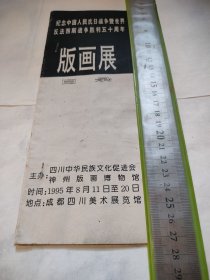 纪念中国人民抗日战争暨世界
反法西斯战争胜利五十周年
版画展
主办：四川中华民族文化促进会
神州版画博物馆
时间：1995年8月11日至20日
地点：成都四川美术展览馆